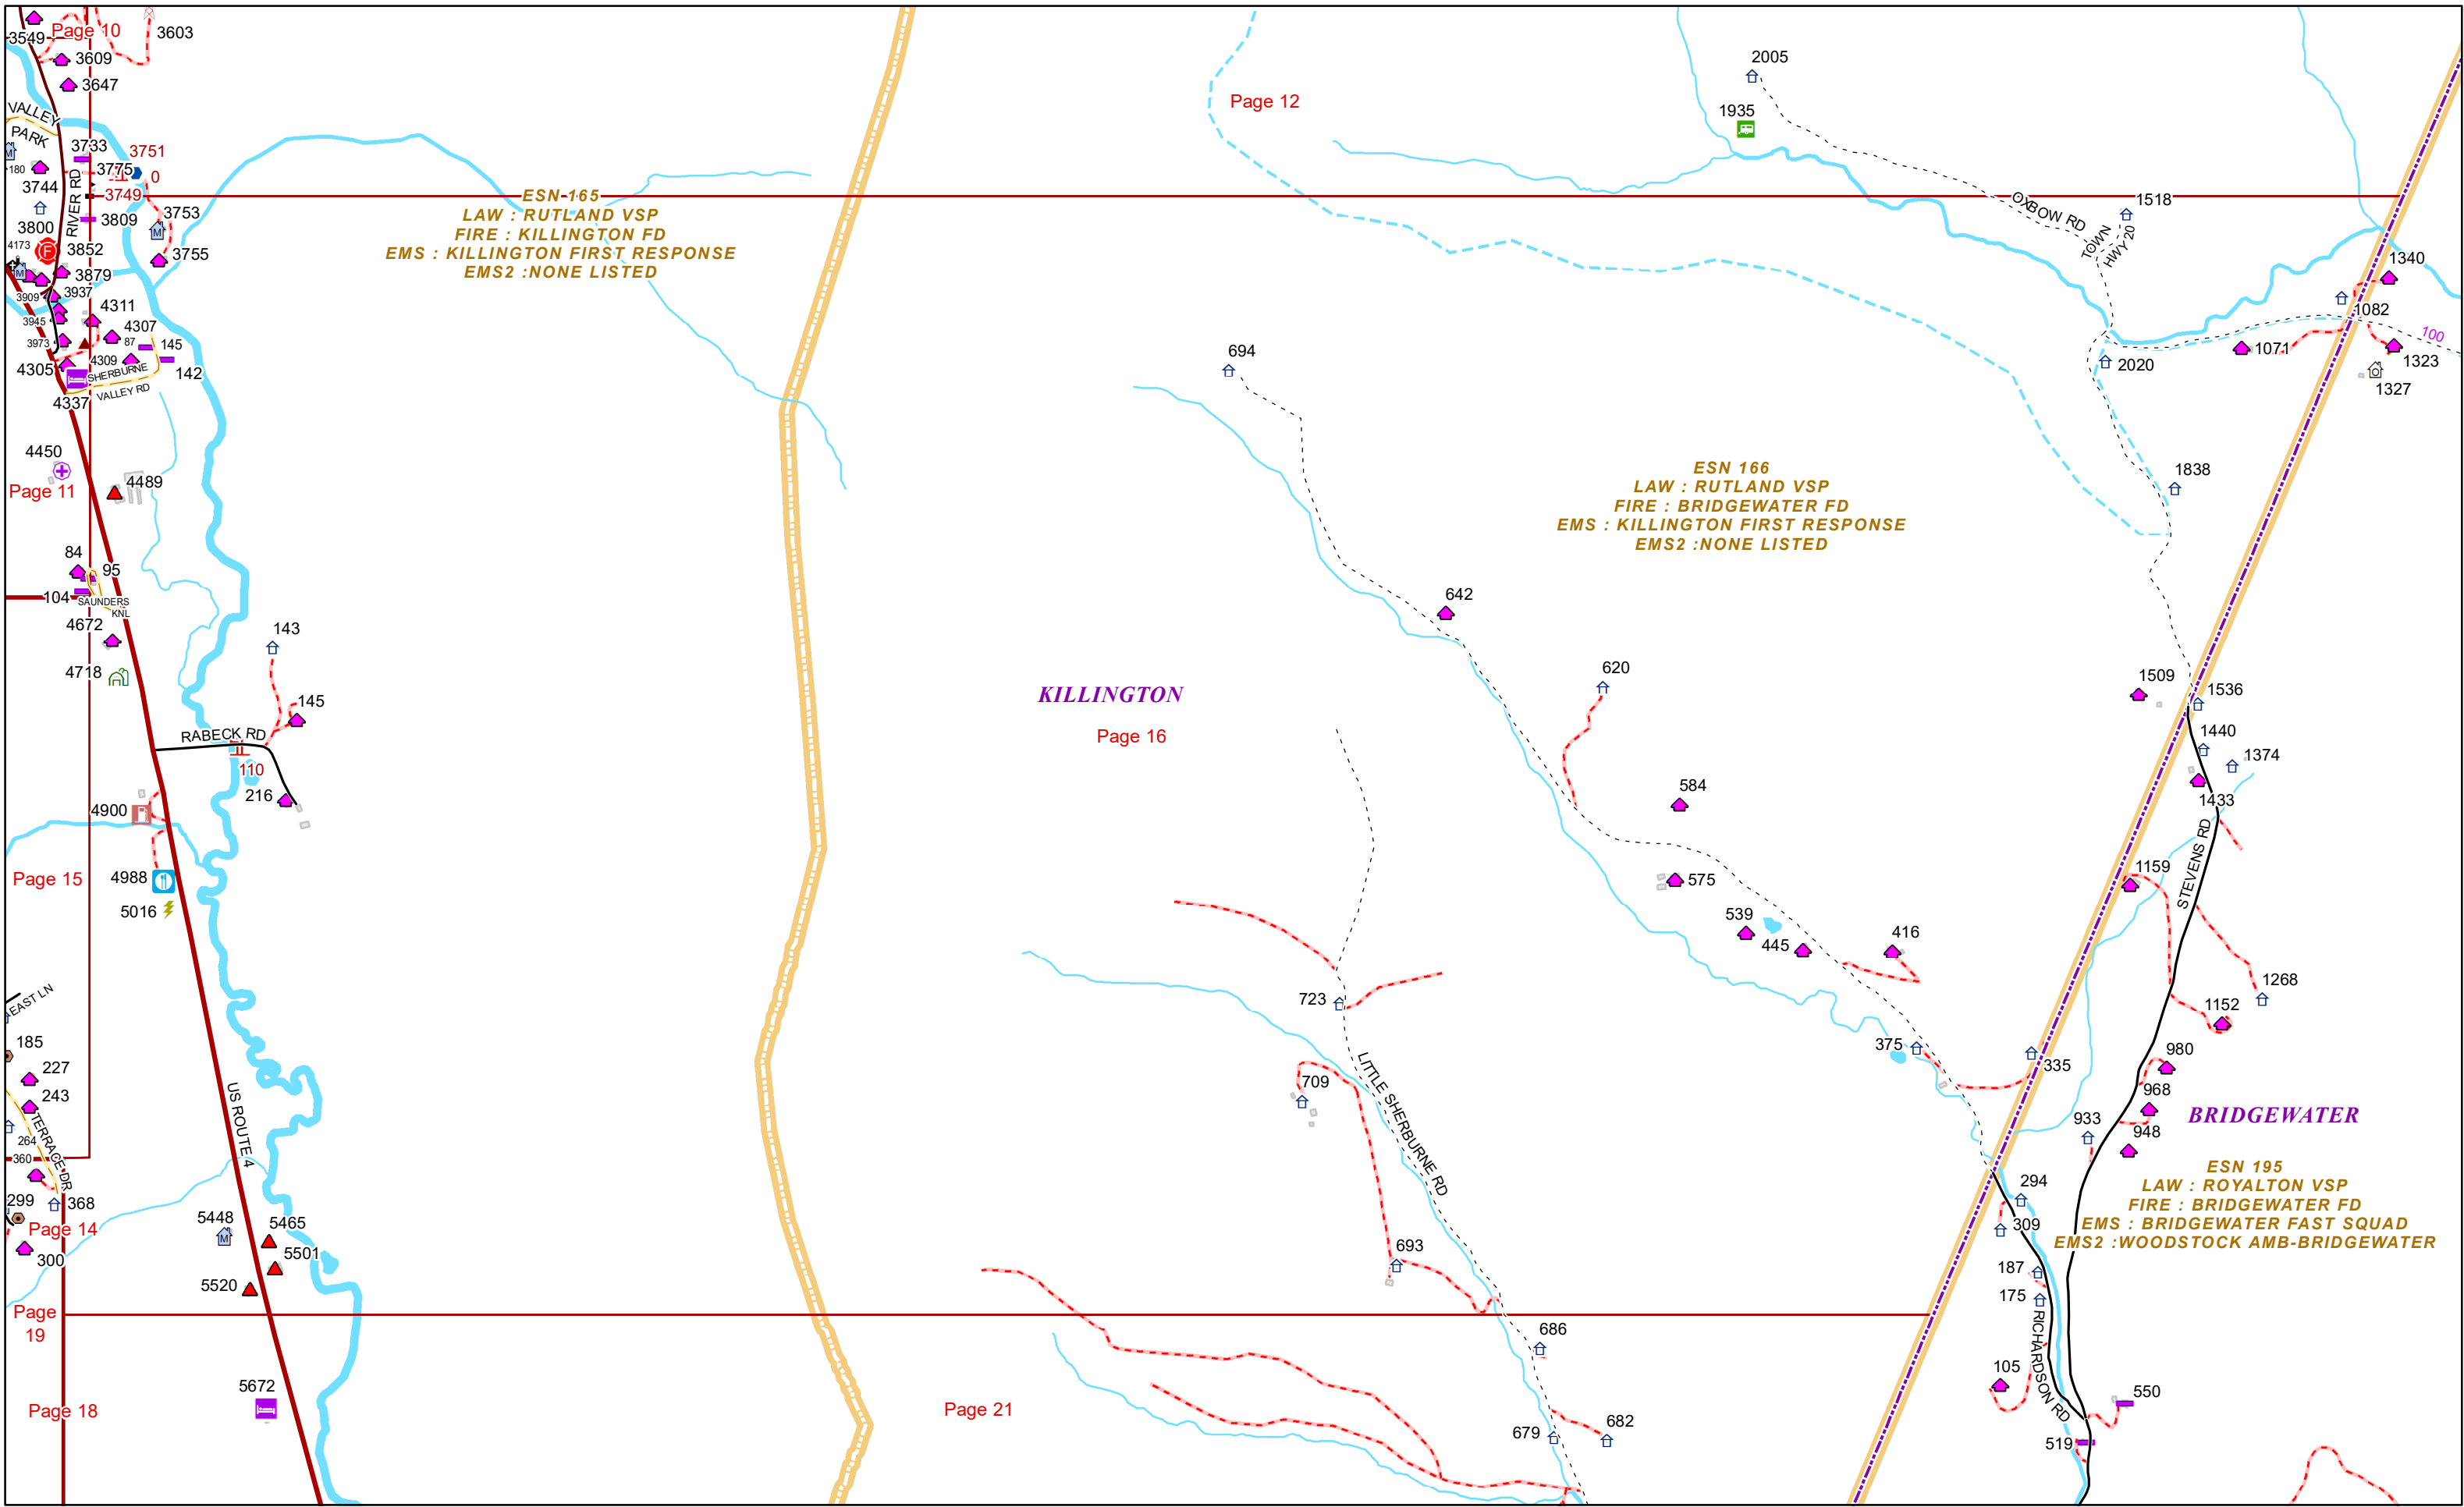 3549
Page 10
3603
3609
3647
VALLEY
PARK
3733
3751
3775
0
180
3744
3749
RIVER RD
3809
3753
3800
4173
3852
3755
3879
3909
3937
3945
4311
4307
3973
87
145
4309
4305
SHERBURNE
142
VALLEY RD
4337
4450
Page 11
4489
84
95
104
SAUNDERS
KNL
4672
4718
143
145
RABECK RD
110
216
4900
Page 15
4988
5016
EAST LN
185
227
243
TERRACE DR
264
360
299
368
Page 14
300
US ROUTE 4
5448
5465
5501
5520
Page
19
5672
Page 18
ESN 165
LAW : RUTLAND VSP
FIRE : KILLINGTON FD
EMS : KILLINGTON FIRST RESPONSE
EMS2 :NONE LISTED
Page 12
2005
1935
OXBOW RD
1518
TOWN
HWY 20
1340
1082
100
1071
1323
1327
2020
694
ESN 166
LAW : RUTLAND VSP
FIRE : BRIDGEWATER FD
EMS : KILLINGTON FIRST RESPONSE
EMS2 :NONE LISTED
1838
642
620
KILLINGTON
Page 16
584
575
539
445
416
723
709
LITTLE SHERBURNE RD
693
375
335
1509
1536
1440
1374
1433
STEVENS RD
1159
1268
1152
980
968
933
948
BRIDGEWATER
ESN 195
LAW : ROYALTON VSP
FIRE : BRIDGEWATER FD
EMS : BRIDGEWATER FAST SQUAD
EMS2 :WOODSTOCK AMB-BRIDGEWATER
294
309
187
175
RICHARDSON RD
105
550
519
686
Page 21
679
682